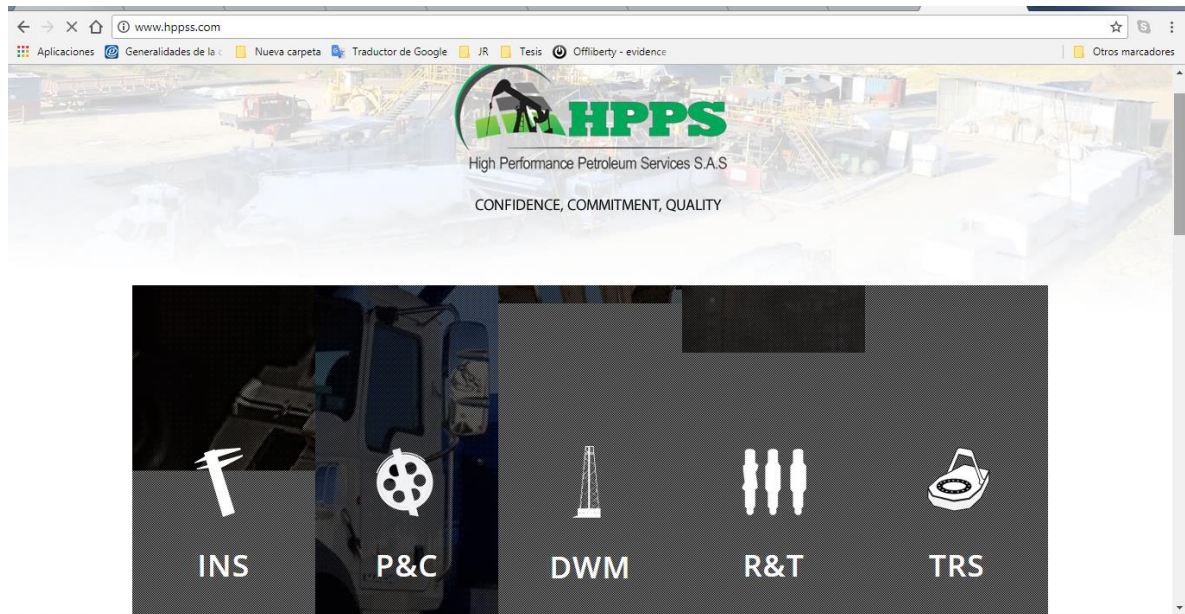 www.hppss.com
Aplicaciones
Generalidades de la
Nueva carpeta
Traductor de Google
JR
Tesis
Offliberty - evidence
Otros marcadores
HPPS
High Performance Petroleum Services S.A.S
CONFIDENCE, COMMITMENT, QUALITY
INS
P&C
DWM
R&T
TRS